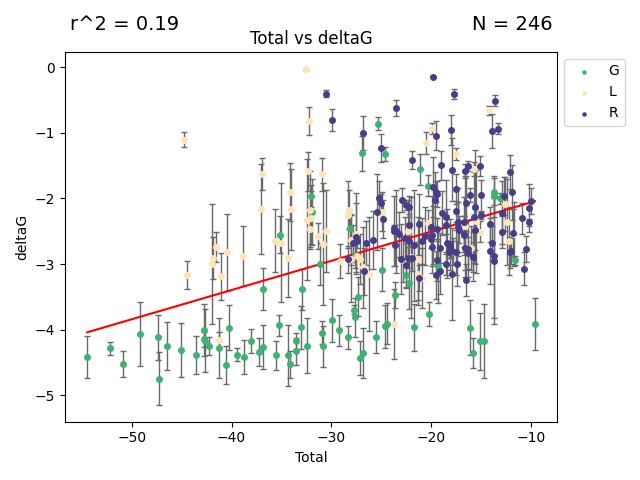 r^2 = 0.19 N = 246
Total vs deltaG
0
−1
−2
−3
−4
−5
deltaG
−50 −40 −30 −20 −10
Total
G
L
R